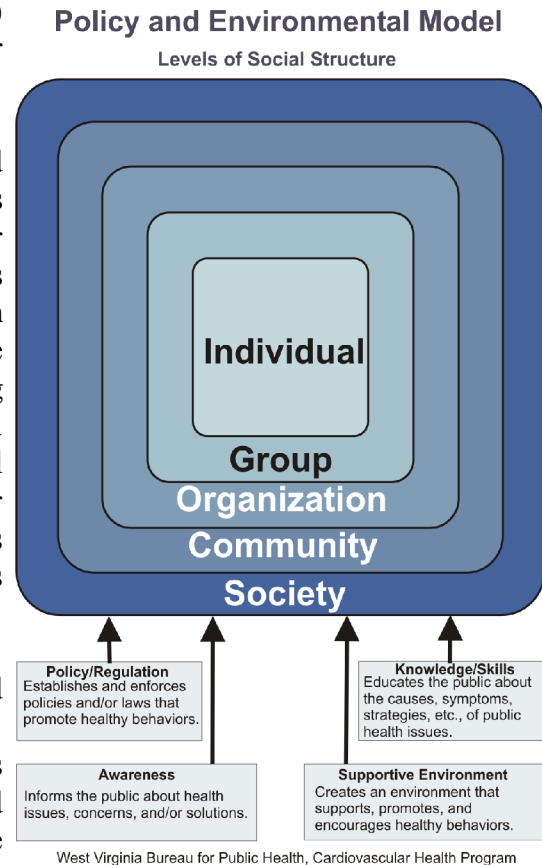 Policy and Environmental Model
Levels of Social Structure
Individual
Group
Organization
Community
Society
Policy/Regulation
Establishes and enforces
policies and/or laws that
promote healthy behaviors.
Knowledge/Skills
Educates the public about
the causes, symptoms,
strategies, etc., of public
health issues.
Awareness
Informs the public about health
issues, concerns, and/or solutions.
Supportive Environment
Creates an environment that
supports, promotes, and
encourages healthy behaviors.
West Virginia Bureau for Public Health, Cardiovascular Health Program